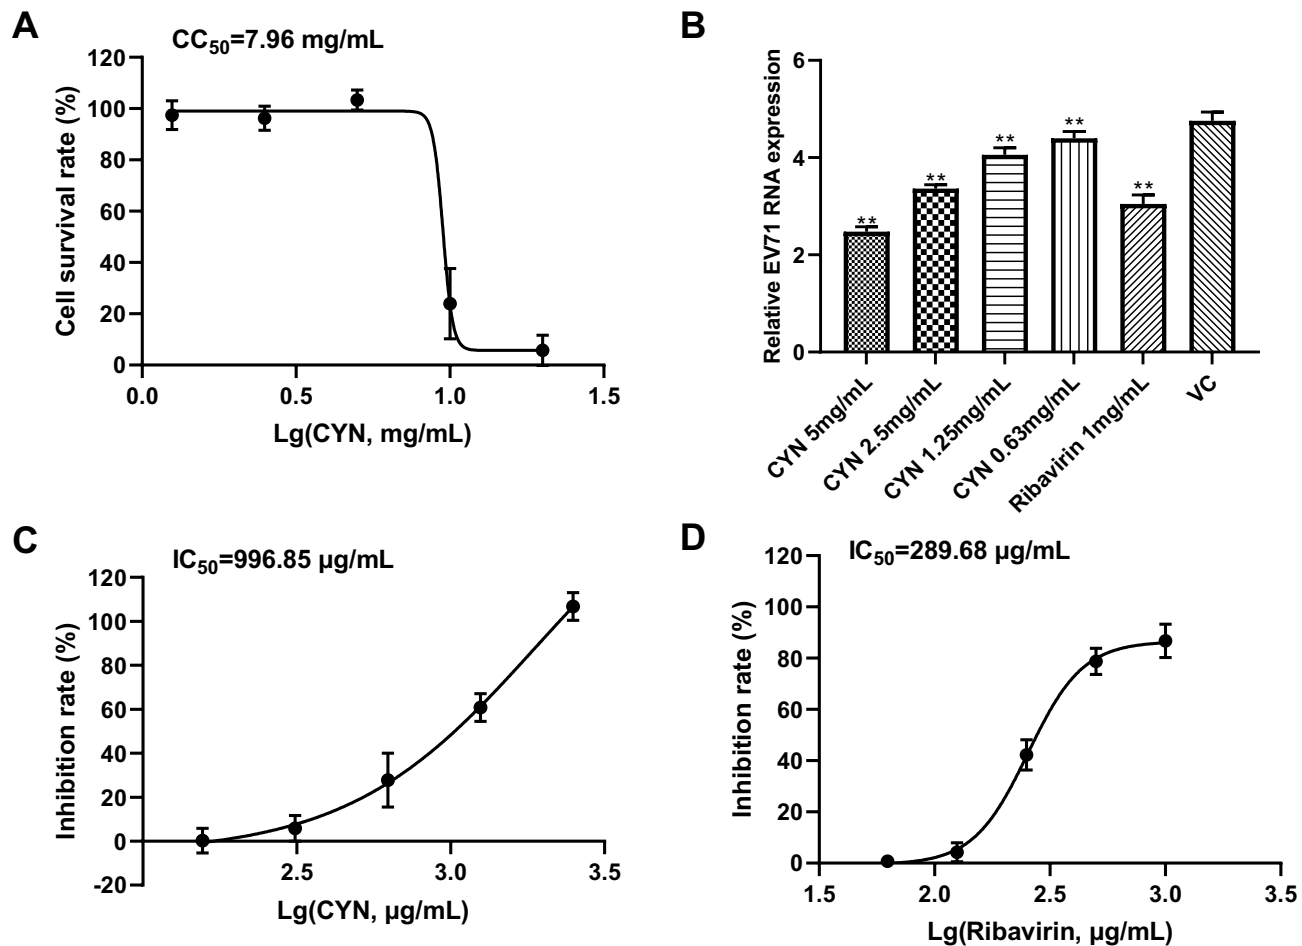 A
CC50=7.96 mg/mL
120
100
80
60
40
20
0
Cell survival rate (%)
0.0 0.5 1.0 1.5
Lg(CYN, mg/mL)
B
6
4
2
0
Relative EV71 RNA expression
**
**
**
**
**
CYN 5mg/mL
CYN 2.5mg/mL
CYN 1.25mg/mL
CYN 0.63mg/mL
Ribavirin 1mg/mL
VC
C
IC50=996.85 µg/mL
120
100
80
60
40
20
0
-20
Inhibition rate (%)
2.5 3.0 3.5
Lg(CYN, µg/mL)
D
IC50=289.68 µg/mL
120
100
80
60
40
20
0
Inhibition rate (%)
1.5 2.0 2.5 3.0 3.5
Lg(Ribavirin, µg/mL)